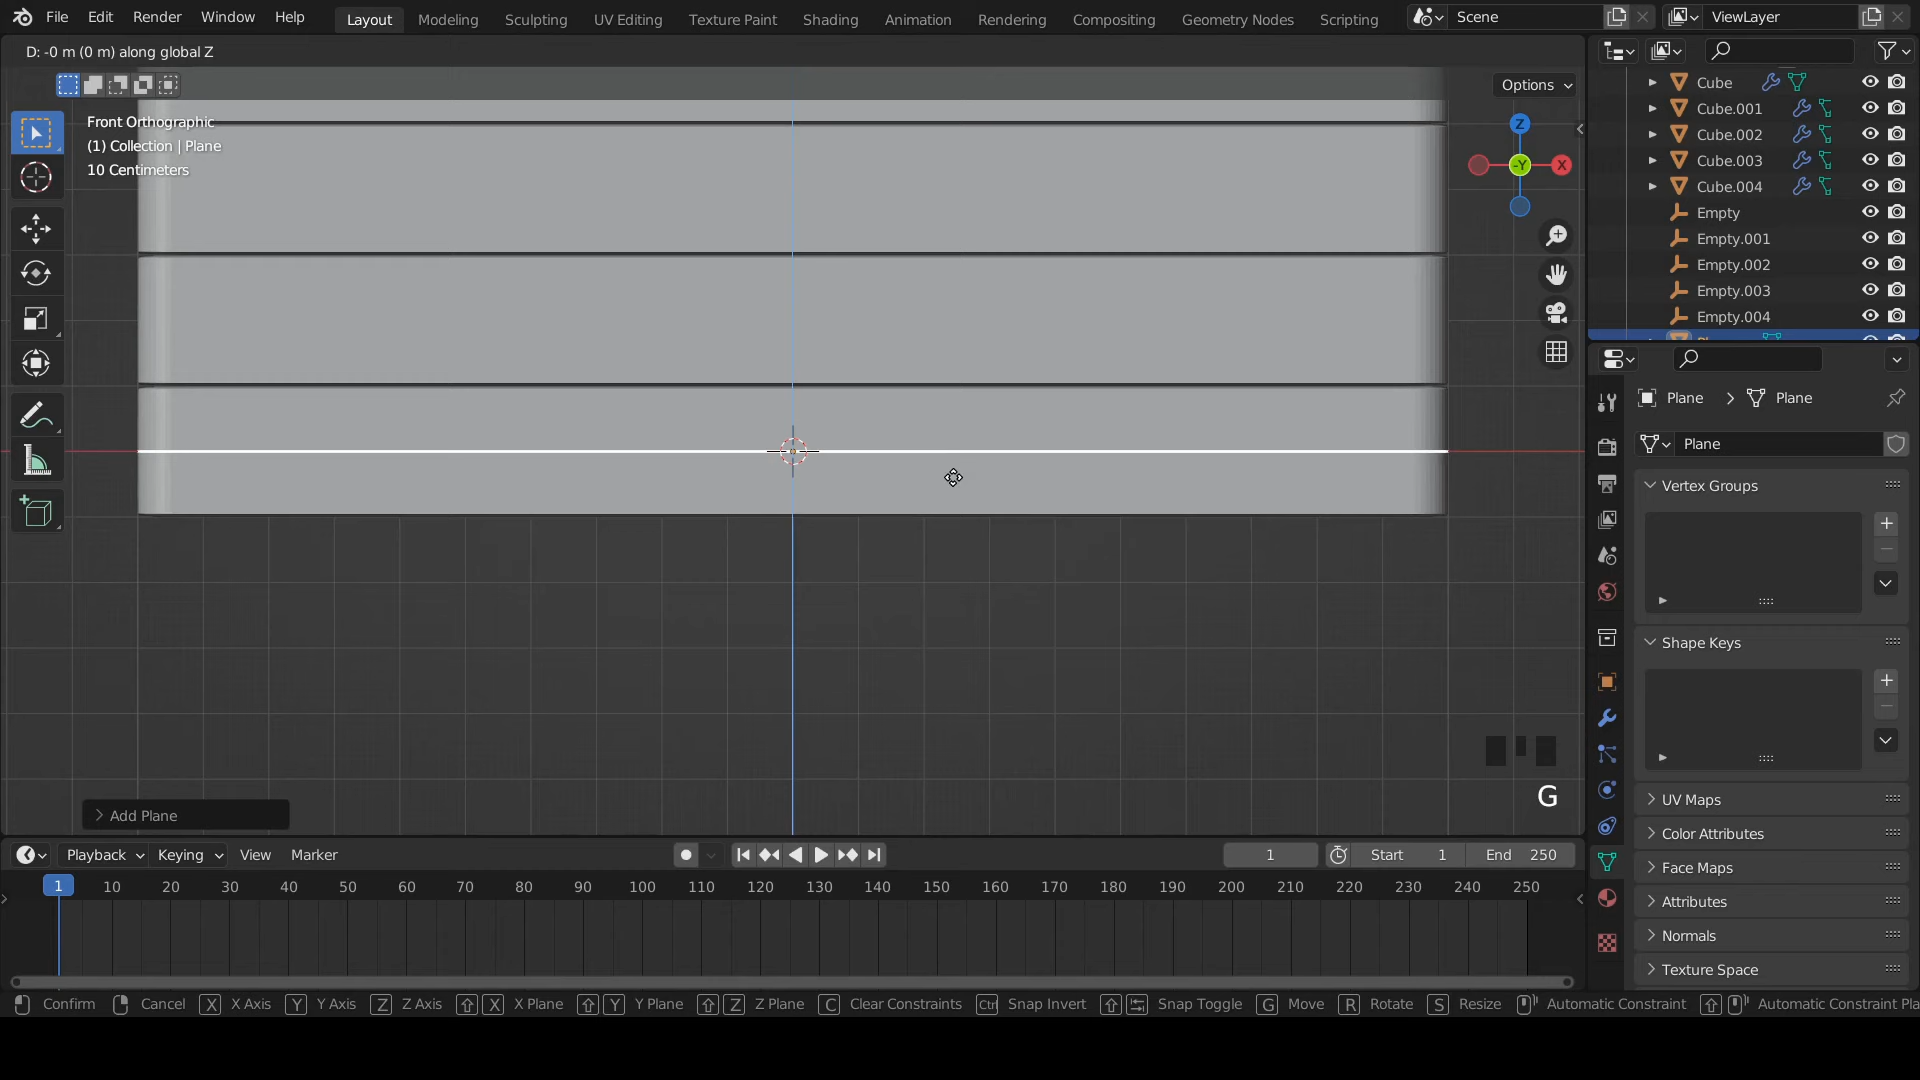 File Edit Render Window Help Layout Modeling Sculpting UV Editing Texture Paint Shading Animation Rendering Compositing Geometry Nodes Scripting Scene ViewLayer
D: -0 m (0 m) along global Z
Options
Front Orthographic
(1) Collection | Plane
10 Centimeters
Z
-Y
X
Cube
Cube.001
Cube.002
Cube.003
Cube.004
Empty
Empty.001
Empty.002
Empty.003
Empty.004
Plane > Plane
Plane
Vertex Groups
Shape Keys
UV Maps
Color Attributes
Face Maps
Attributes
Normals
Texture Space
G
Add Plane
Playback Keying View Marker 1 Start 1 End 250
1 10 20 30 40 50 60 70 80 90 100 110 120 130 140 150 160 170 180 190 200 210 220 230 240 250
Confirm Cancel X X Axis Y Y Axis Z Z Axis X X Plane Y Y Plane Z Z Plane C Clear Constraints Ctrl Snap Invert Snap Toggle G Move R Rotate S Resize Automatic Constraint Automatic Constraint Pla